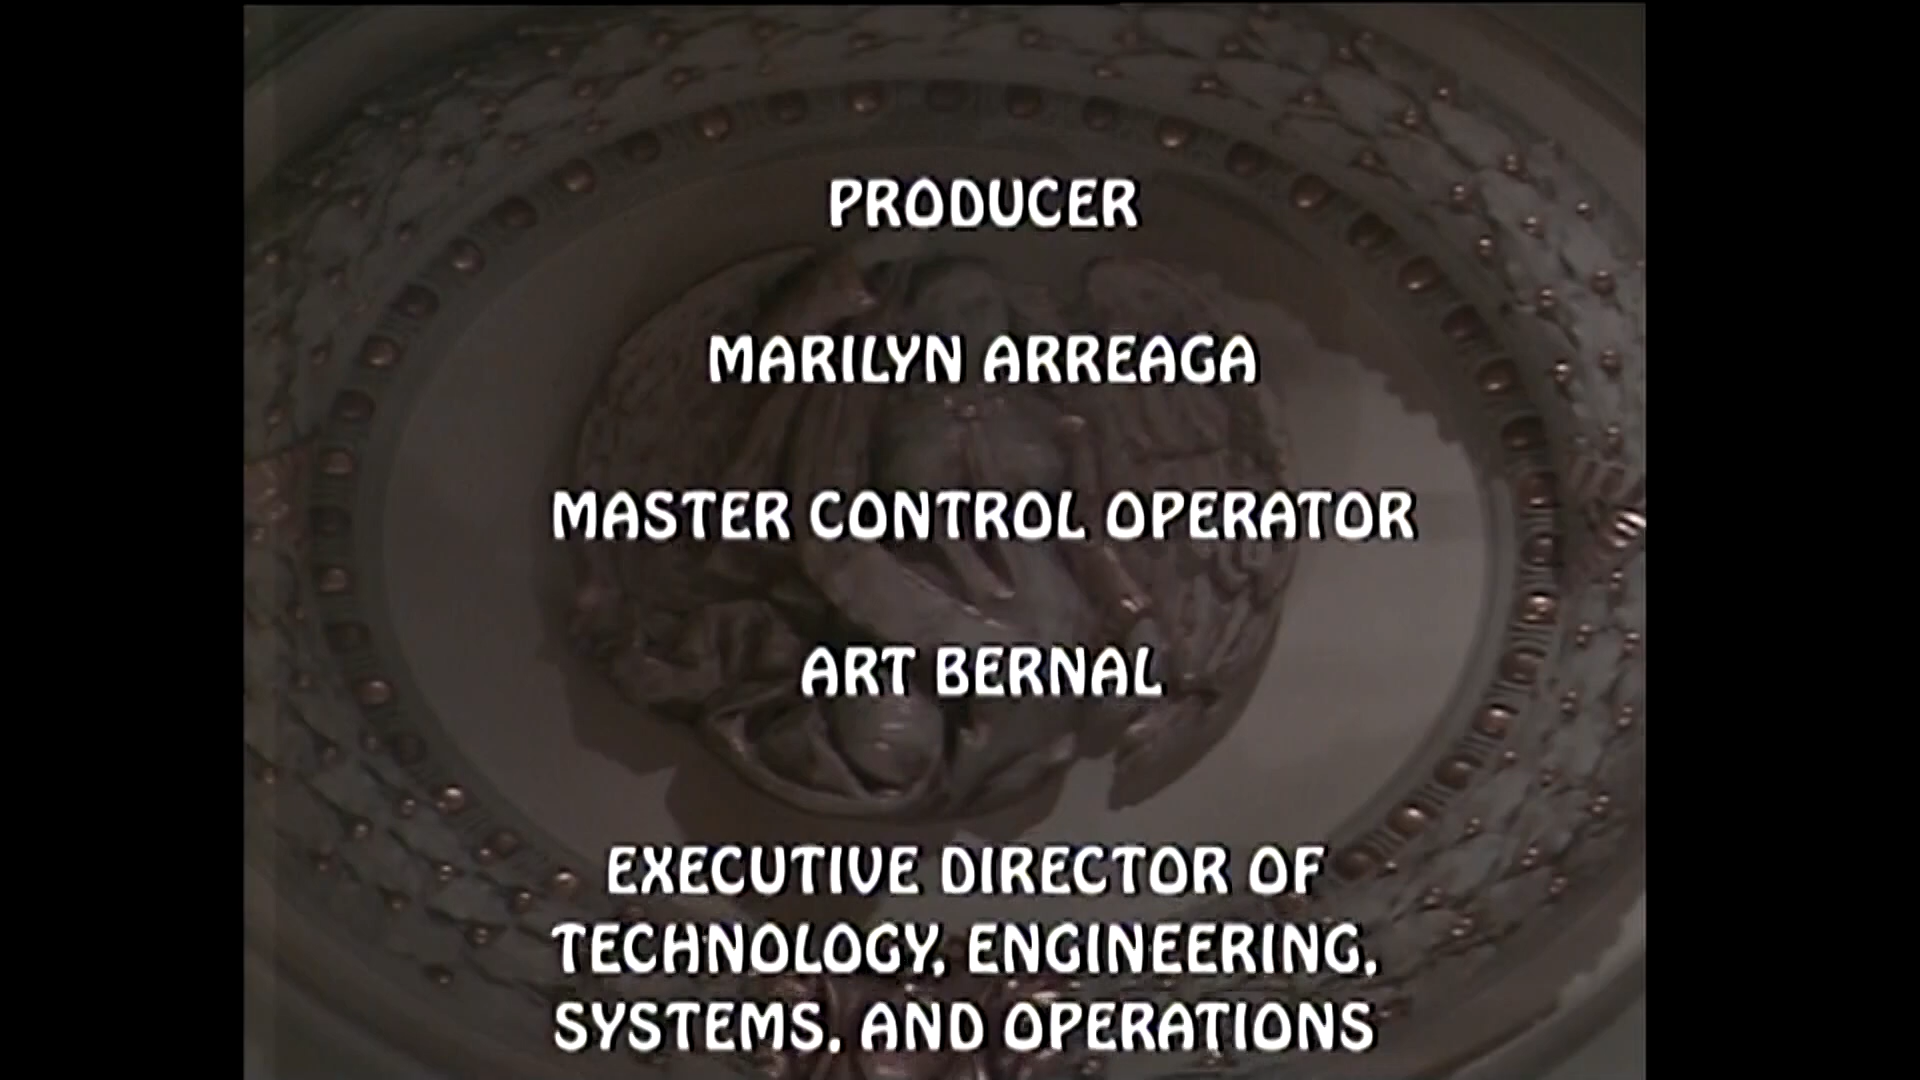 PRODUCER
MARILYN ARREAGA
MASTER CONTROL OPERATOR
ART BERNAL
EXECUTIVE DIRECTOR OF
TECHNOLOGY, ENGINEERING,
SYSTEMS, AND OPERATIONS